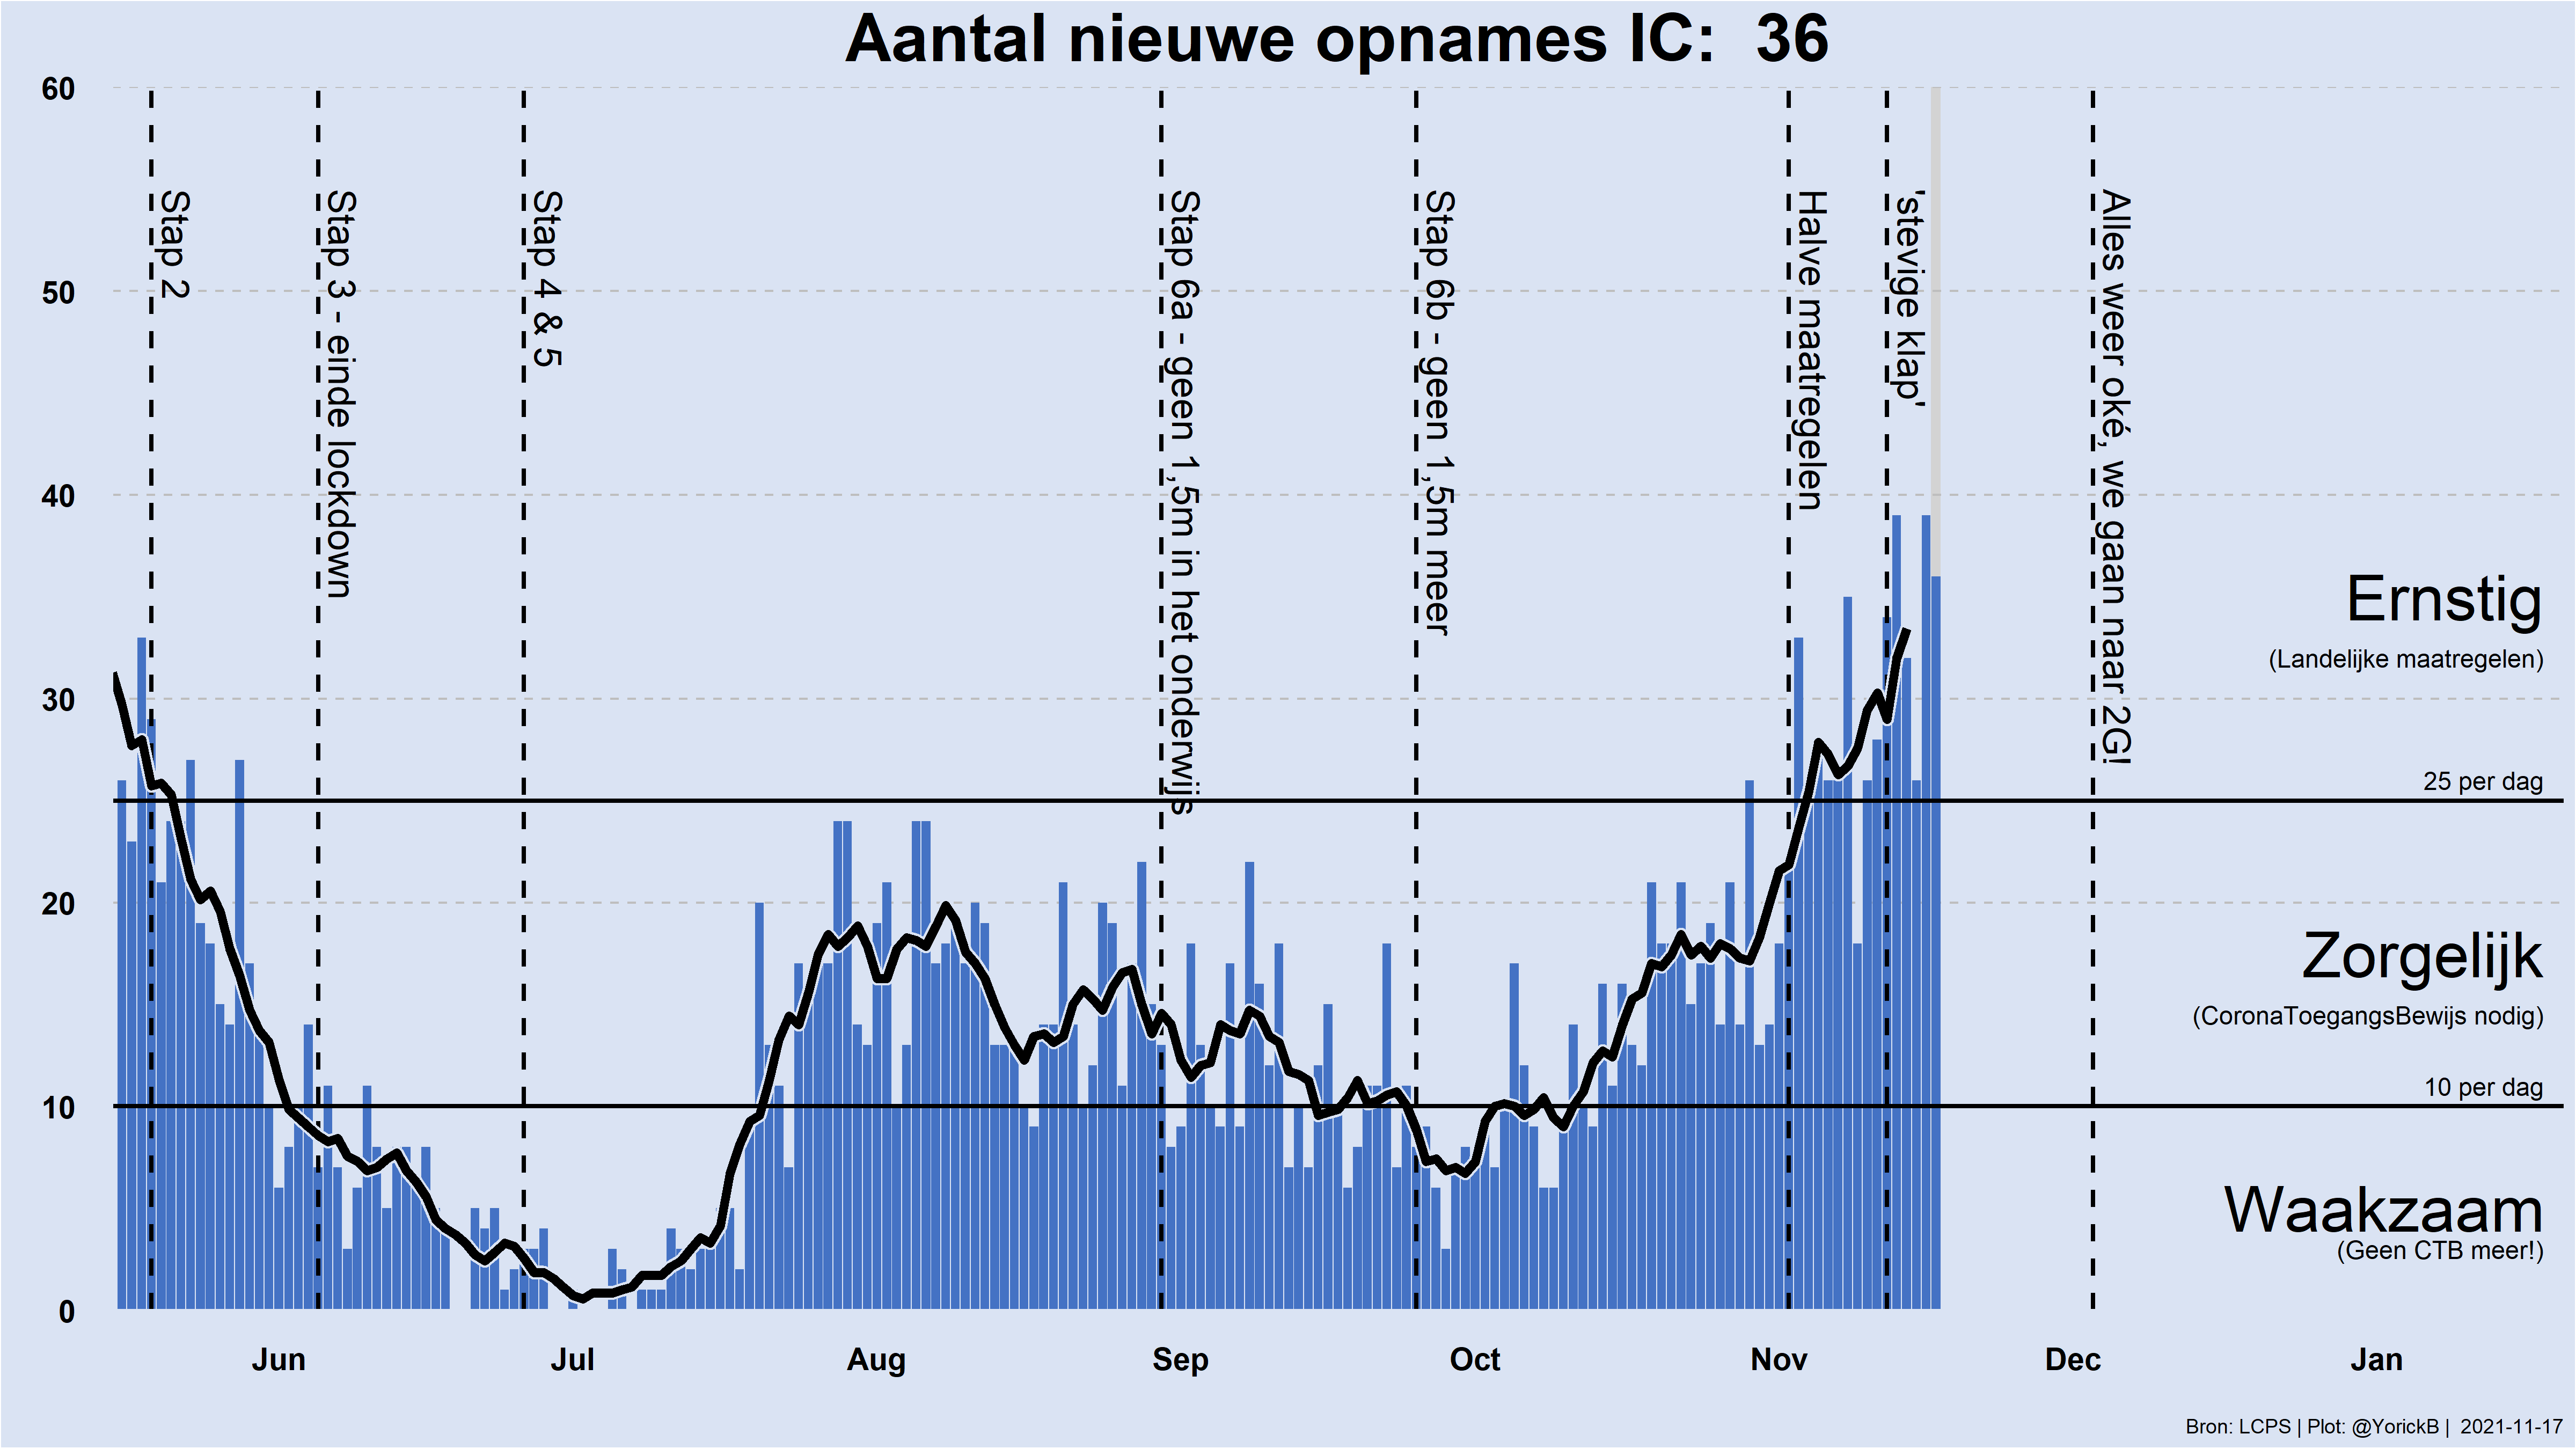 Aantal nieuwe opnames IC: 36
60
50
40
30
20
10
0
Stap 2
Stap 3 - einde lockdown
Stap 4 & 5
Stap 6a - geen 1,5m in het onderwijs
Stap 6b - geen 1,5m meer
Halve maatregelen
'stevige klap'
Alles weer oké, we gaan naar 2G!
Ernstig
(Landelijke maatregelen)
25 per dag
Zorgelijk
(CoronaToegangsBewijs nodig)
10 per dag
Waakzaam
(Geen CTB meer!)
Jun Jul Aug Sep Oct Nov Dec Jan
Bron: LCPS | Plot: @YorickB | 2021-11-17